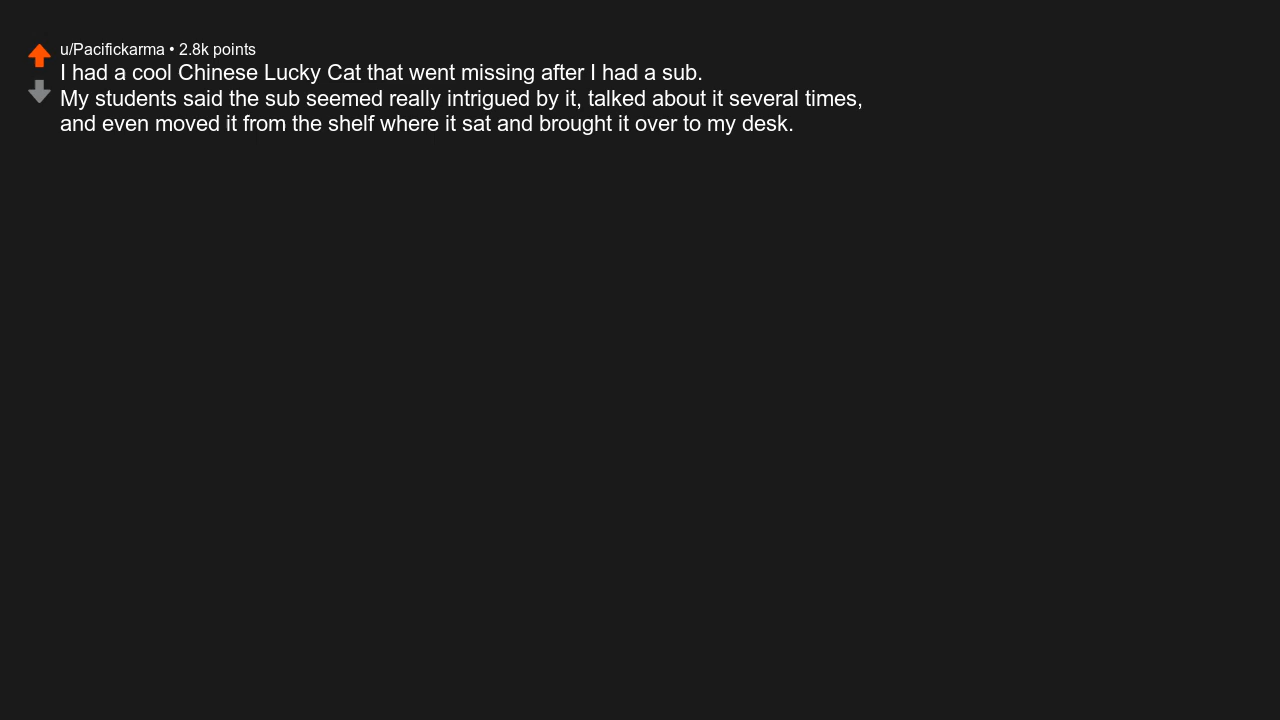 u/Pacifickarma • 2.8k points
I had a cool Chinese Lucky Cat that went missing after I had a sub.
My students said the sub seemed really intrigued by it, talked about it several times,
and even moved it from the shelf where it sat and brought it over to my desk.